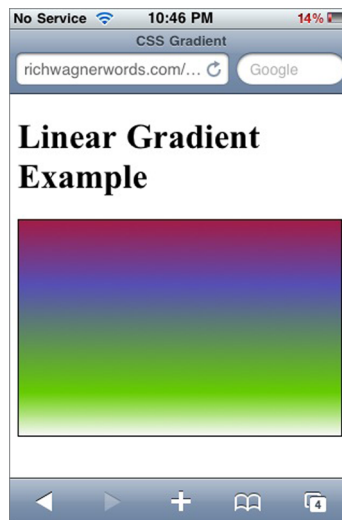 No Service 10:46 PM 14%
CSS Gradient
richwagnerwords.com/... Google
Linear Gradient
Example
4